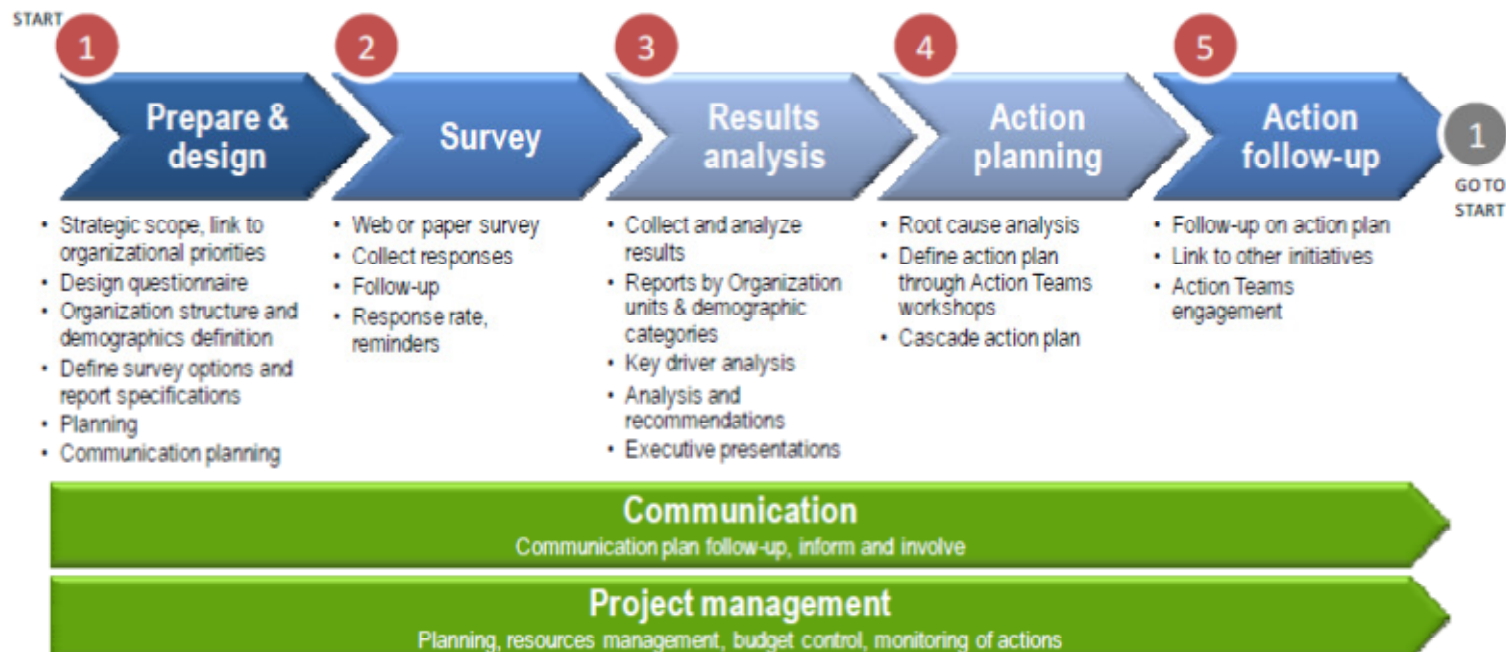 START
1
Prepare &
design
2
Survey
3
Results
analysis
4
Action
planning
5
Action
follow-up
1
GO TO
START
• Strategic scope, link to
organizational priorities
• Design questionnaire
• Organization structure and
demographics definition
• Define survey options and
report specifications
• Planning
• Communication planning
• Web or paper survey
• Collect responses
• Follow-up
• Response rate,
reminders
• Collect and analyze
results
• Reports by Organization
units & demographic
categories
• Key driver analysis
• Analysis and
recommendations
• Executive presentations
• Root cause analysis
• Define action plan
through Action Teams
workshops
• Cascade action plan
• Follow-up on action plan
• Link to other initiatives
• Action Teams
engagement
Communication
Communication plan follow-up, inform and involve
Project management
Planning, resources management, budget control, monitoring of actions